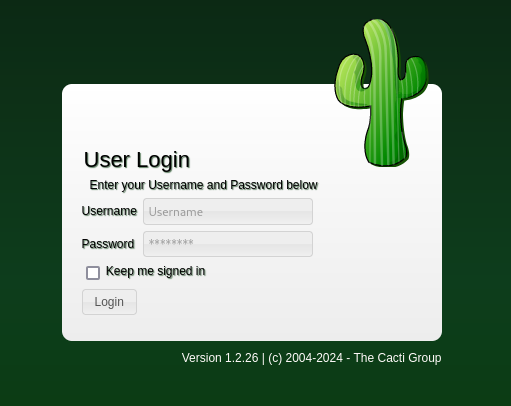 User Login
Enter your Username and Password below
Username Username
Password ********
Keep me signed in
Login
Version 1.2.26 | (c) 2004-2024 - The Cacti Group